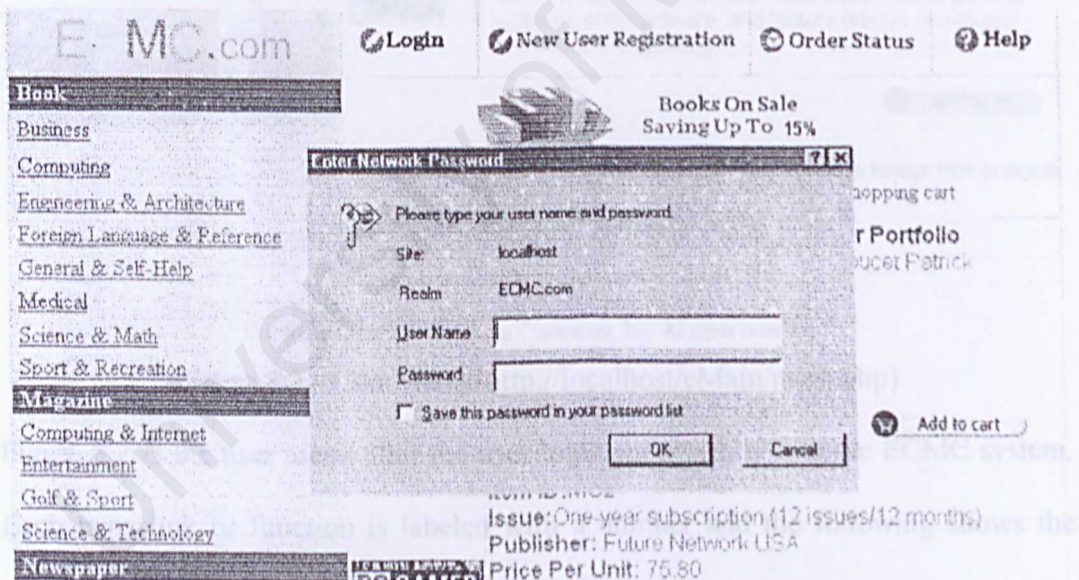 E MC.com
Login
New User Registration
Order Status
Help
Book
Business
Computing
Engineering & Architecture
Foreign Language & Reference
General & Self-Help
Medical
Science & Math
Sport & Recreation
Magazine
Computing & Internet
Entertainment
Golf & Sport
Science & Technology
Newspaper
Books On Sale
Saving Up To 15%
Enter Network Password
Please type your user name and password.
Site: localhost
Realm ECMC.com
User Name
Password
Save this password in your password list
OK Cancel
hopping cart
r Portfolio
Patrick
Add to cart
Issue: One-year subscription (12 issues/12 months)
Publisher: Future Network USA
Price Per Unit: 75.80
PC GAMER